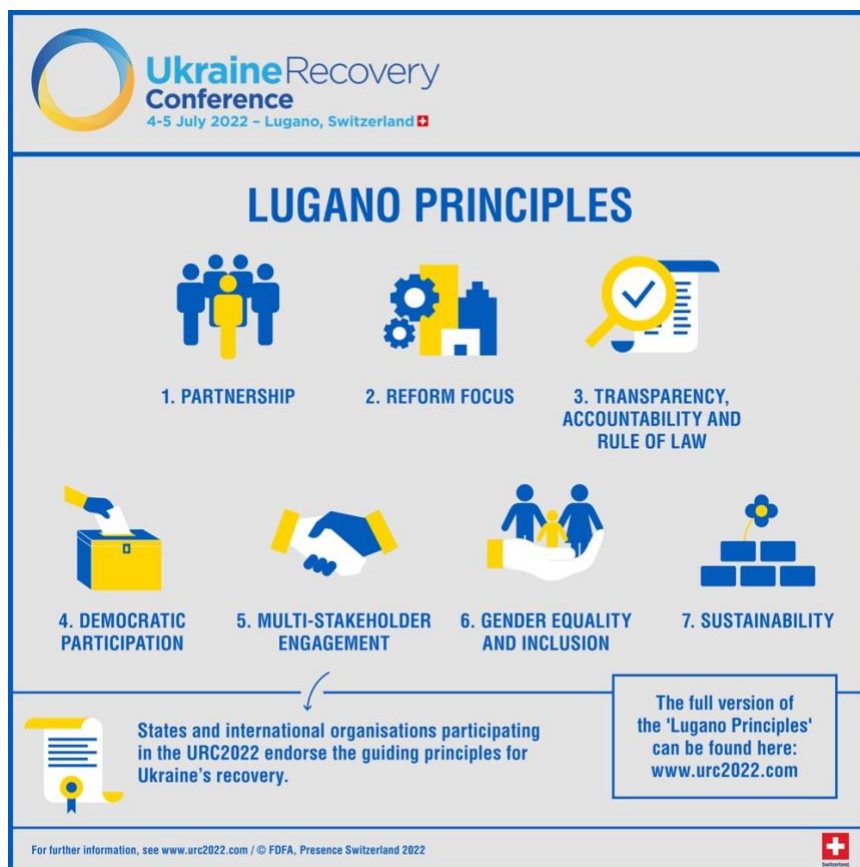 Ukraine Recovery
Conference
4-5 July 2022 – Lugano, Switzerland
LUGANO PRINCIPLES
1. PARTNERSHIP
2. REFORM FOCUS
3. TRANSPARENCY,
ACCOUNTABILITY AND
RULE OF LAW
4. DEMOCRATIC
PARTICIPATION
5. MULTI-STAKEHOLDER
ENGAGEMENT
6. GENDER EQUALITY
AND INCLUSION
7. SUSTAINABILITY
States and international organisations participating
in the URC2022 endorse the guiding principles for
Ukraine’s recovery.
The full version of
the 'Lugano Principles'
can be found here:
www.urc2022.com
For further information, see www.urc2022.com / © FDFA, Presence Switzerland 2022
Switzerland.